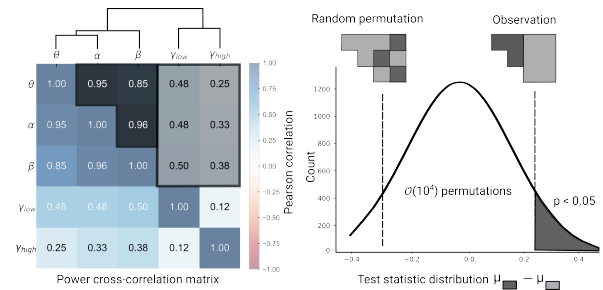 θ α β γlow γhigh
θ 1.00 0.95 0.85 0.48 0.25
α 0.95 1.00 0.96 0.48 0.33
β 0.85 0.96 1.00 0.50 0.38
γlow 0.48 0.48 0.50 1.00 0.12
γhigh 0.25 0.33 0.38 0.12 1.00
Power cross-correlation matrix
1.00
0.75
0.50
0.25
0.00
−0.25
−0.50
−0.75
−1.00
Pearson correlation
Random permutation
Observation
1200
1000
800
600
400
200
0
Count
O(10⁴) permutations
p < 0.05
−0.4 −0.2 0.0 0.2 0.4
Test statistic distribution μ − μ